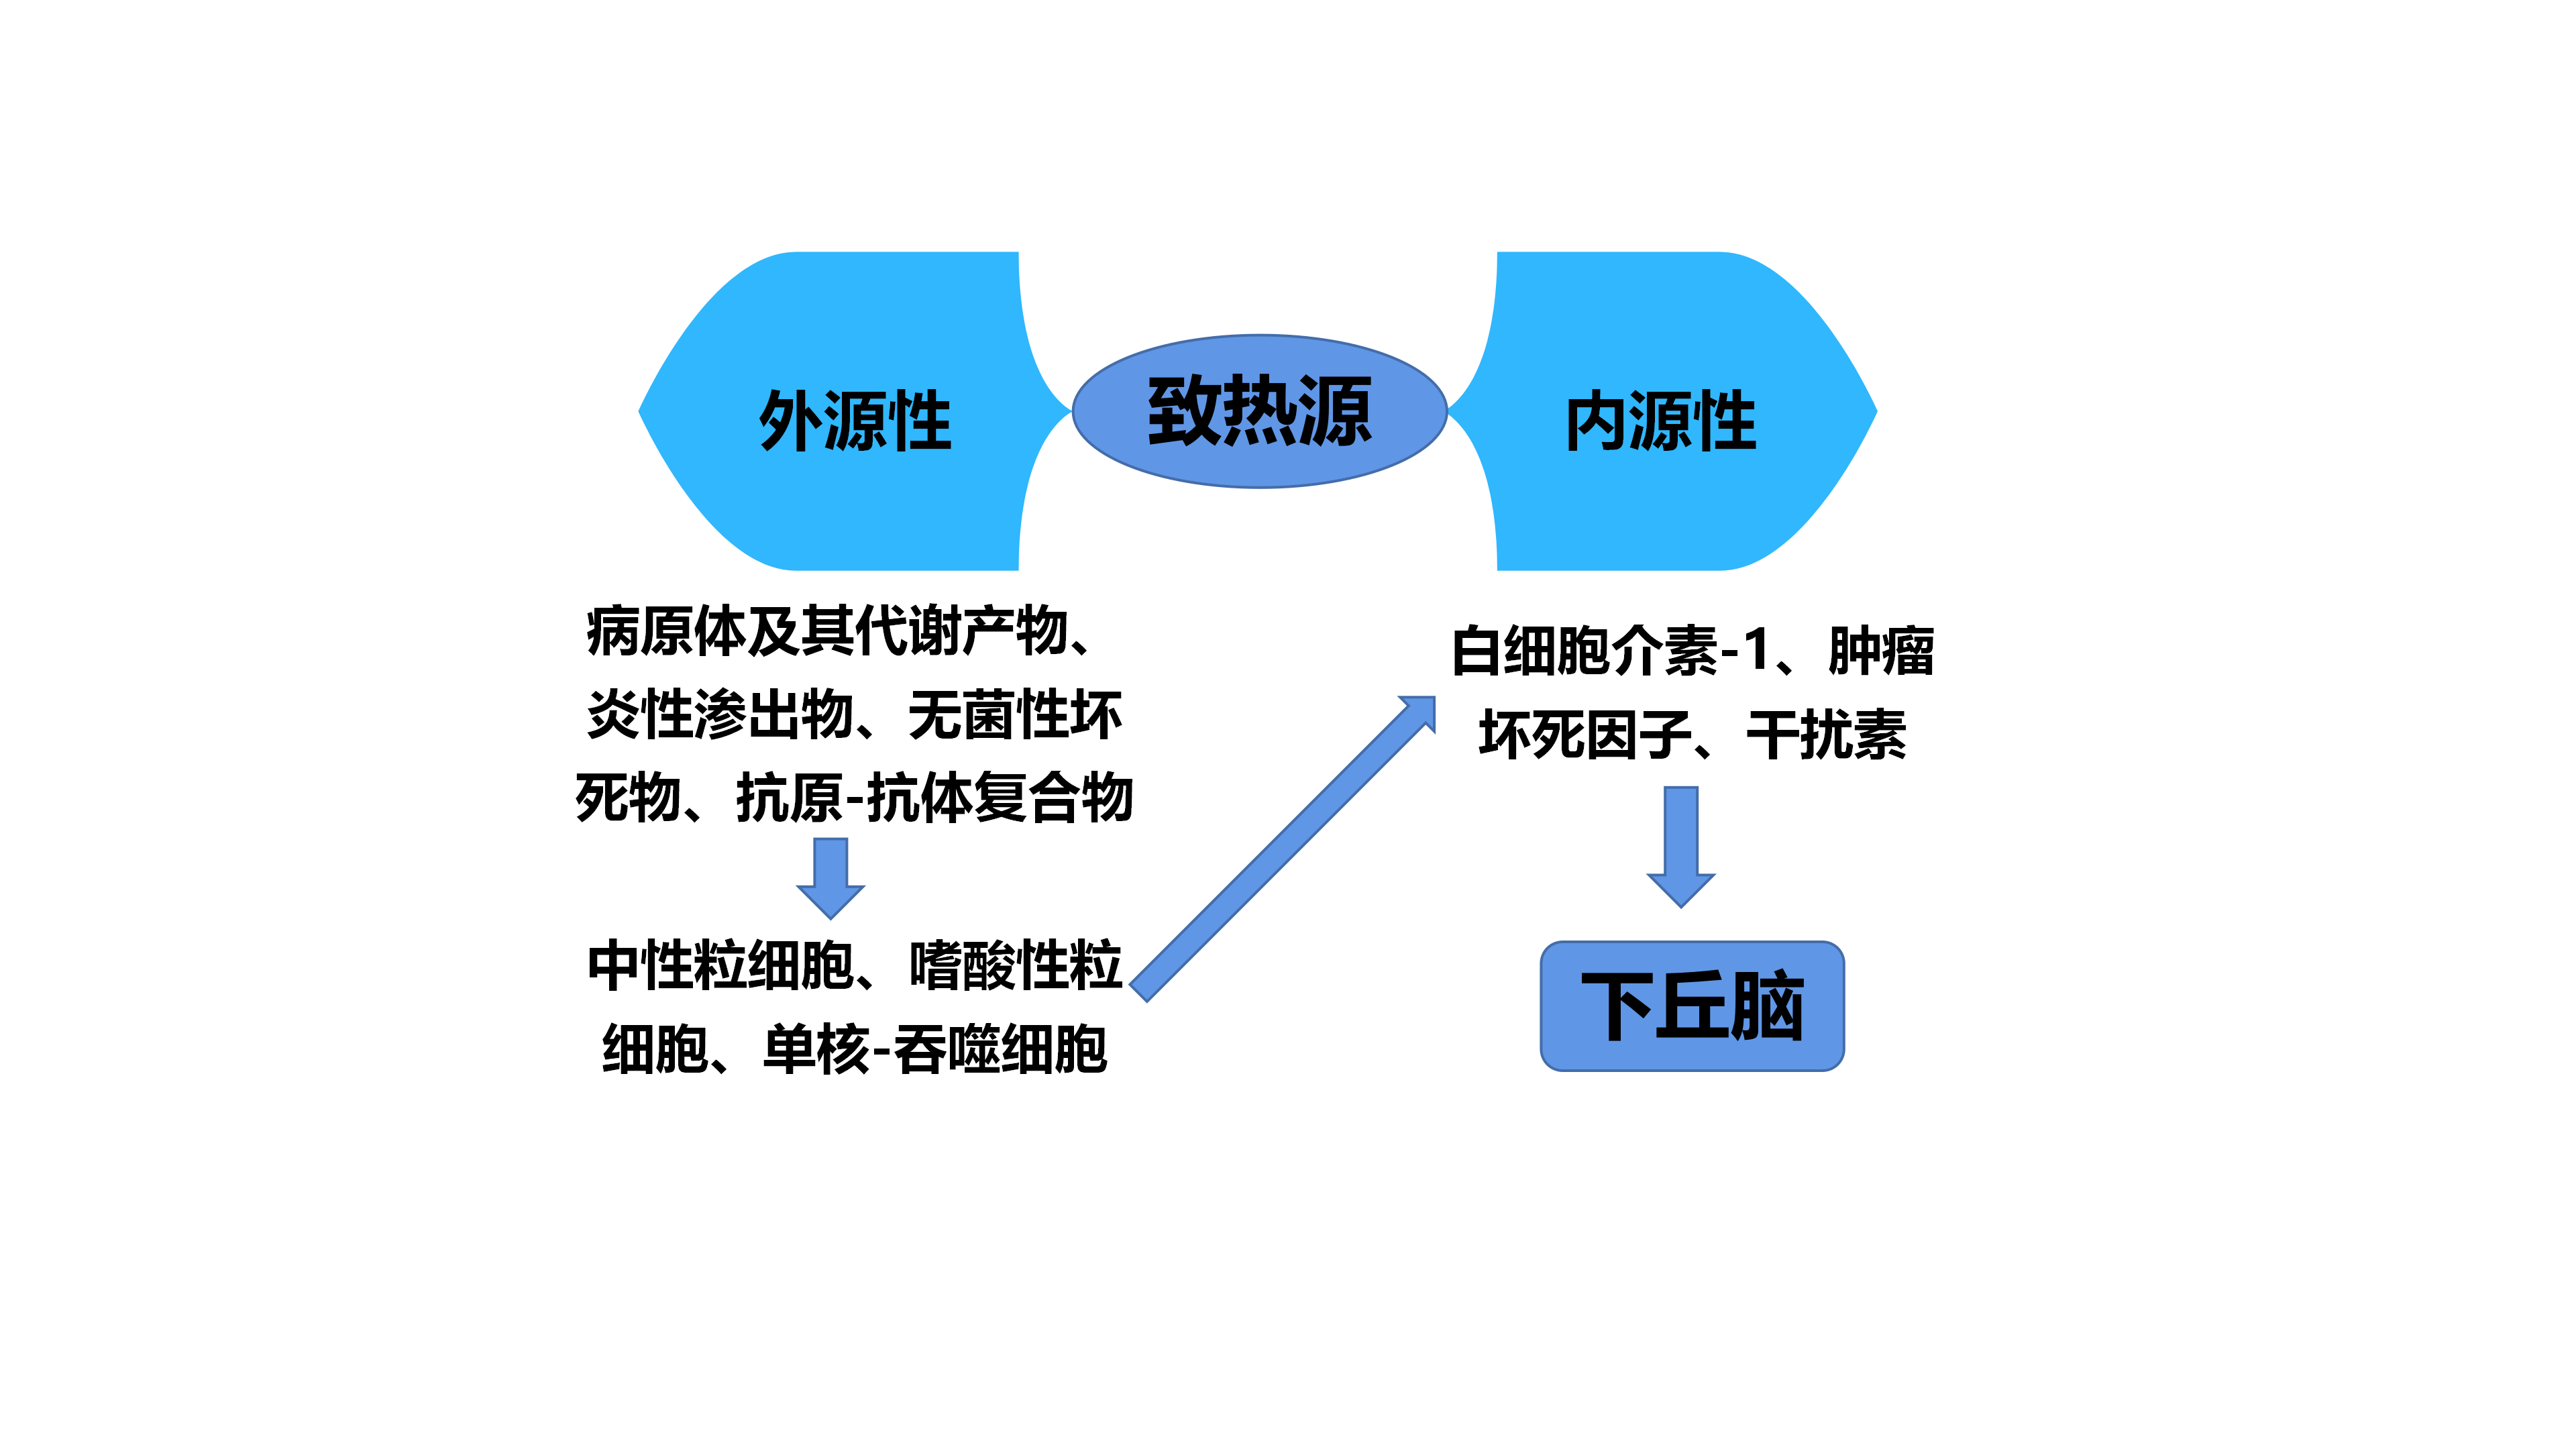 外源性
致热源
内源性
病原体及其代谢产物、
炎性渗出物、无菌性坏
死物、抗原-抗体复合物
中性粒细胞、嗜酸性粒
细胞、单核-吞噬细胞
白细胞介素-1、肿瘤
坏死因子、干扰素
下丘脑